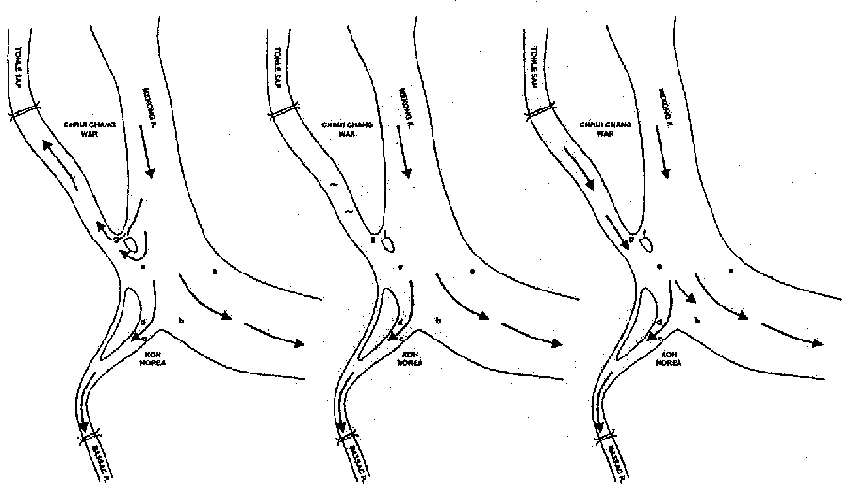 TONLE SAP
MEKONG R.
CHRUI CHANG
WAR
KOH
NOREA
BASSAC R.
TONLE SAP
MEKONG R.
CHRUI CHANG
WAR
KOH
NOREA
BASSAC R.
TONLE SAP
MEKONG R.
CHRUI CHANG
WAR
KOH
NOREA
BASSAC R.